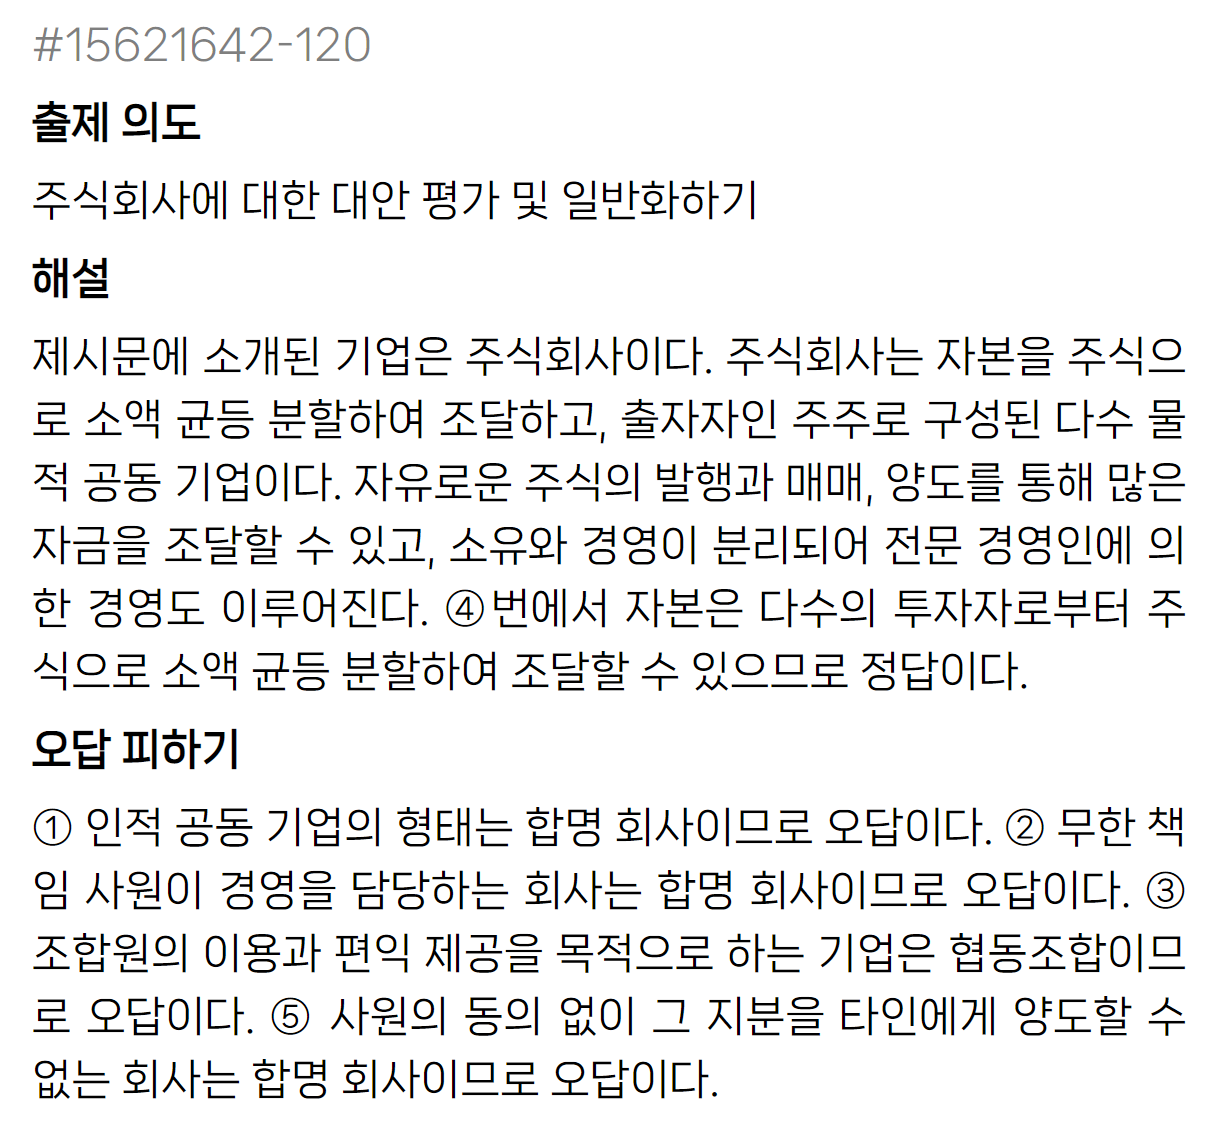 #15621642-120
출제 의도
주식회사에 대한 대안 평가 및 일반화하기
해설
제시문에 소개된 기업은 주식회사이다. 주식회사는 자본을 주식으
로 소액 균등 분할하여 조달하고, 출자자인 주주로 구성된 다수 물
적 공동 기업이다. 자유로운 주식의 발행과 매매, 양도를 통해 많은
자금을 조달할 수 있고, 소유와 경영이 분리되어 전문 경영인에 의
한 경영도 이루어진다. ④번에서 자본은 다수의 투자자로부터 주
식으로 소액 균등 분할하여 조달할 수 있으므로 정답이다.
오답 피하기
① 인적 공동 기업의 형태는 합명 회사이므로 오답이다. ② 무한 책
임 사원이 경영을 담당하는 회사는 합명 회사이므로 오답이다. ③
조합원의 이용과 편익 제공을 목적으로 하는 기업은 협동조합이므
로 오답이다. ⑤ 사원의 동의 없이 그 지분을 타인에게 양도할 수
없는 회사는 합명 회사이므로 오답이다.